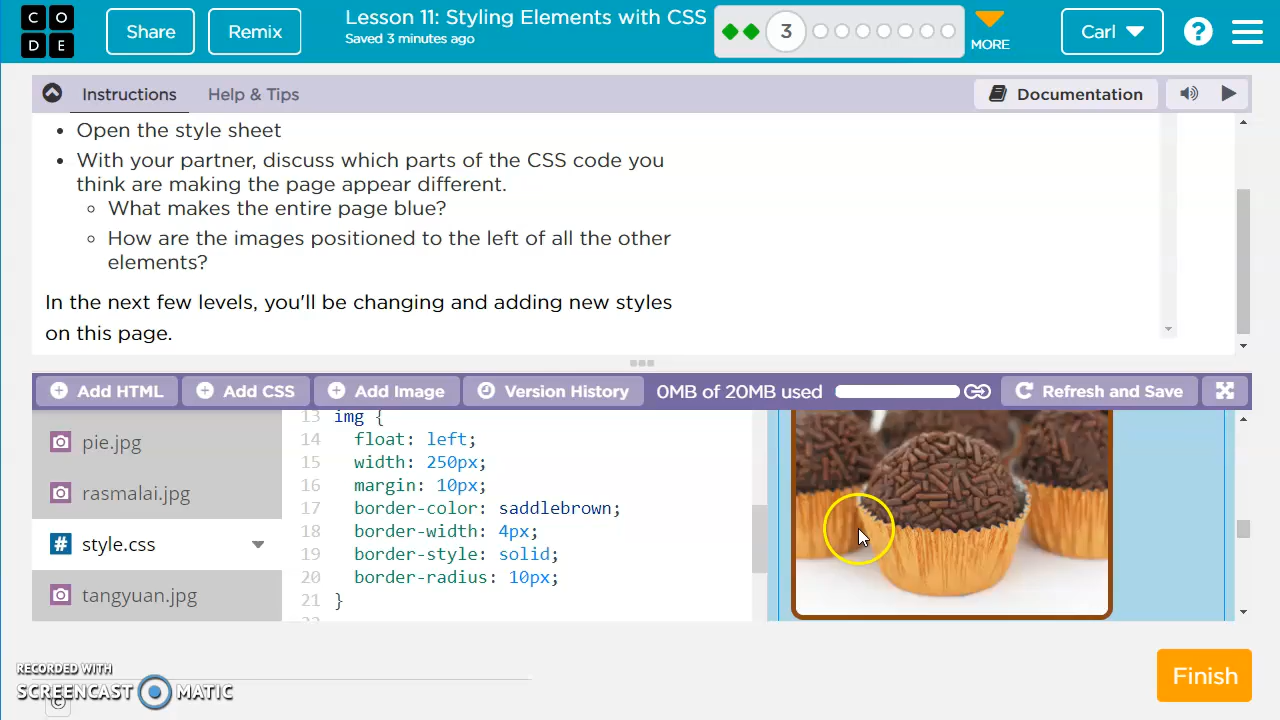 C O
D E
Share
Remix
Lesson 11: Styling Elements with CSS
Saved 3 minutes ago
3
MORE
Carl
?
Instructions
Help & Tips
Documentation
• Open the style sheet
• With your partner, discuss which parts of the CSS code you
think are making the page appear different.
◦ What makes the entire page blue?
◦ How are the images positioned to the left of all the other
elements?
In the next few levels, you'll be changing and adding new styles
on this page.
Add HTML
Add CSS
Add Image
Version History
0MB of 20MB used
Refresh and Save
pie.jpg
rasmalai.jpg
# style.css
tangyuan.jpg
13 img {
14 float: left;
15 width: 250px;
16 margin: 10px;
17 border-color: saddlebrown;
18 border-width: 4px;
19 border-style: solid;
20 border-radius: 10px;
21 }
Finish
RECORDED WITH
SCREENCAST MATIC
©